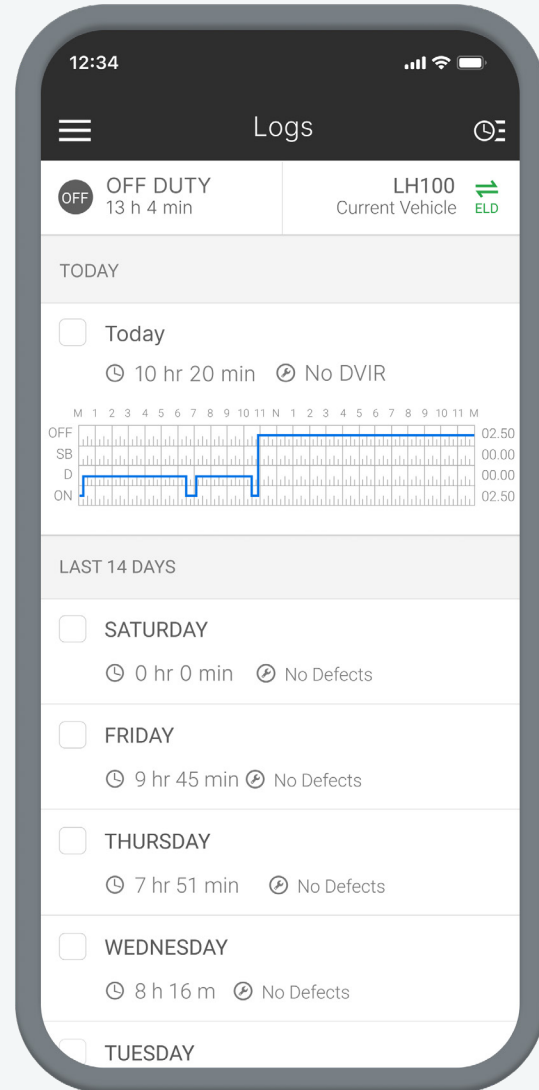 12:34
Logs
OFF OFF DUTY
13 h 4 min
LH100
Current Vehicle ELD
TODAY
Today
10 hr 20 min No DVIR
M 1 2 3 4 5 6 7 8 9 10 11 N 1 2 3 4 5 6 7 8 9 10 11 M
OFF 02.50
SB 00.00
D 00.00
ON 02.50
LAST 14 DAYS
SATURDAY
0 hr 0 min No Defects
FRIDAY
9 hr 45 min No Defects
THURSDAY
7 hr 51 min No Defects
WEDNESDAY
8 h 16 m No Defects
TUESDAY